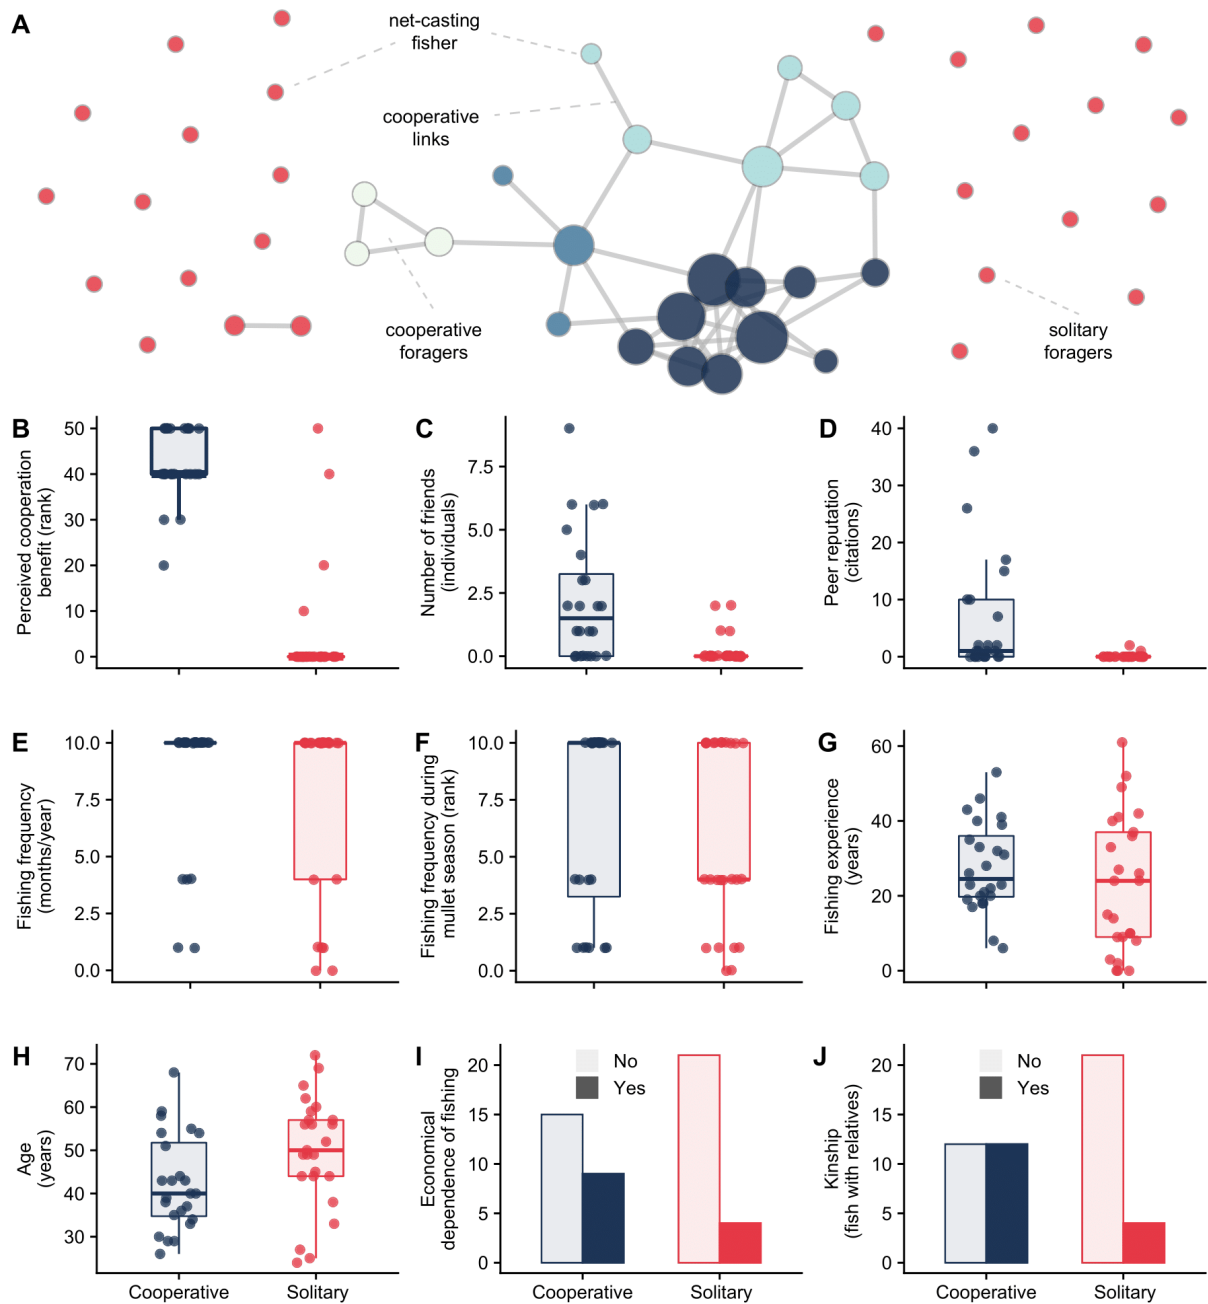 A
net-casting
fisher
cooperative
links
cooperative
foragers
solitary
foragers
B
Perceived cooperation
benefit (rank)
50
40
30
20
10
0
C
Number of friends
(individuals)
7.5
5.0
2.5
0.0
D
Peer reputation
(citations)
40
30
20
10
0
E
Fishing frequency
(months/year)
10.0
7.5
5.0
2.5
0.0
F
Fishing frequency during
mullet season (rank)
10.0
7.5
5.0
2.5
0.0
G
Fishing experience
(years)
60
40
20
0
H
Age
(years)
70
60
50
40
30
Cooperative
Solitary
I
Economical
dependence of fishing
20
15
10
5
0
No
Yes
Cooperative
Solitary
J
Kinship
(fish with relatives)
20
15
10
5
0
No
Yes
Cooperative
Solitary